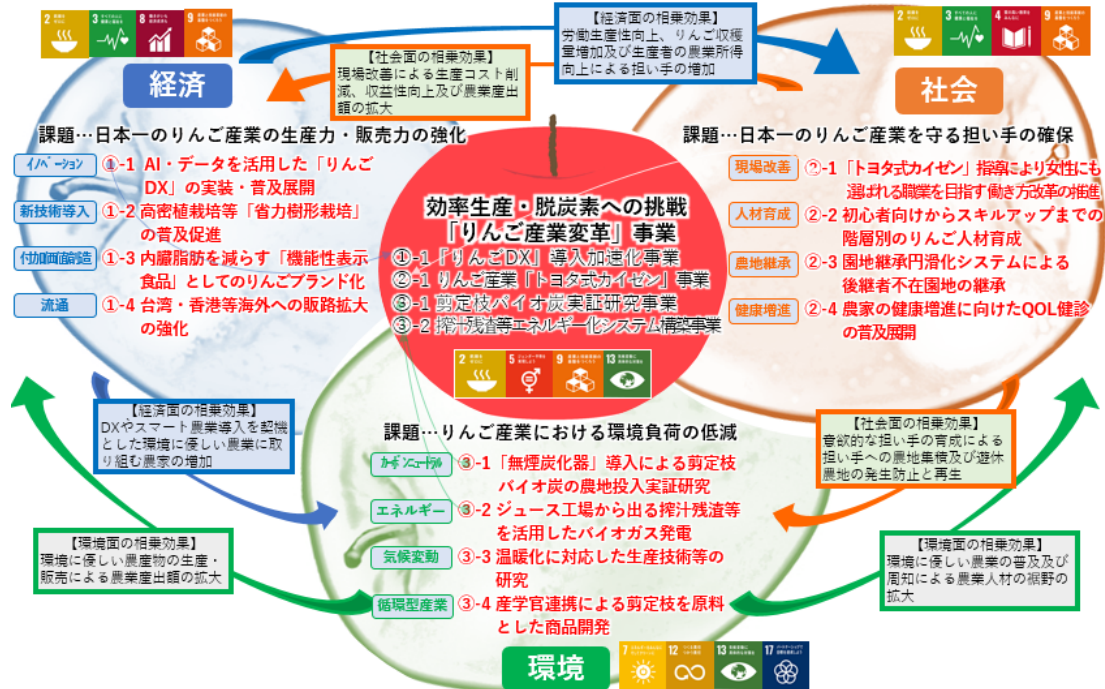 2
3
8
9
経済
【社会面の相乗効果】
現場改善による生産コスト削
減、収益性向上及び農業産出
額の拡大
【経済面の相乗効果】
労働生産性向上、りんご収穫
量増加及び生産者の農業所得
向上による担い手の増加
2
3
4
9
社会
課題…日本一のりんご産業の生産力・販売力の強化
イノベーション ①-1 AI・データを活用した「りんご
DX」の実装・普及展開
新技術導入 ①-2 高密植栽培等「省力樹形栽培」
の普及促進
付加価値創造 ①-3 内臓脂肪を減らす「機能性表示
食品」としてのりんごブランド化
流通 ①-4 台湾・香港等海外への販路拡大
の強化
課題…日本一のりんご産業を守る担い手の確保
現場改善 ②-1「トヨタ式カイゼン」指導により女性にも
選ばれる職業を目指す働き方改革の推進
人材育成 ②-2 初心者向けからスキルアップまでの
階層別のりんご人材育成
農地継承 ②-3 園地継承円滑化システムによる
後継者不在園地の継承
健康増進 ②-4 農家の健康増進に向けたQOL健診
の普及展開
効率生産・脱炭素への挑戦
「りんご産業変革」事業
①-1「りんごDX」導入加速化事業
②-1 りんご産業「トヨタ式カイゼン」事業
③-1 剪定枝バイオ炭実証研究事業
③-2 搾汁残渣等エネルギー化システム構築事業
2
5
9
13
【経済面の相乗効果】
DXやスマート農業導入を契機
とした環境に優しい農業に取
り組む農家の増加
【社会面の相乗効果】
意欲的な担い手の育成による
担い手への農地集積及び遊休
農地の発生防止と再生
課題…りんご産業における環境負荷の低減
カーボンニュートラル ③-1「無煙炭化器」導入による剪定枝
バイオ炭の農地投入実証研究
エネルギー ③-2 ジュース工場から出る搾汁残渣等
を活用したバイオガス発電
気候変動 ③-3 温暖化に対応した生産技術等の
研究
循環型産業 ③-4 産学官連携による剪定枝を原料
とした商品開発
【環境面の相乗効果】
環境に優しい農産物の生産・
販売による農業産出額の拡大
【環境面の相乗効果】
環境に優しい農業の普及及び
周知による農業人材の裾野の
拡大
環境
7
12
13
17